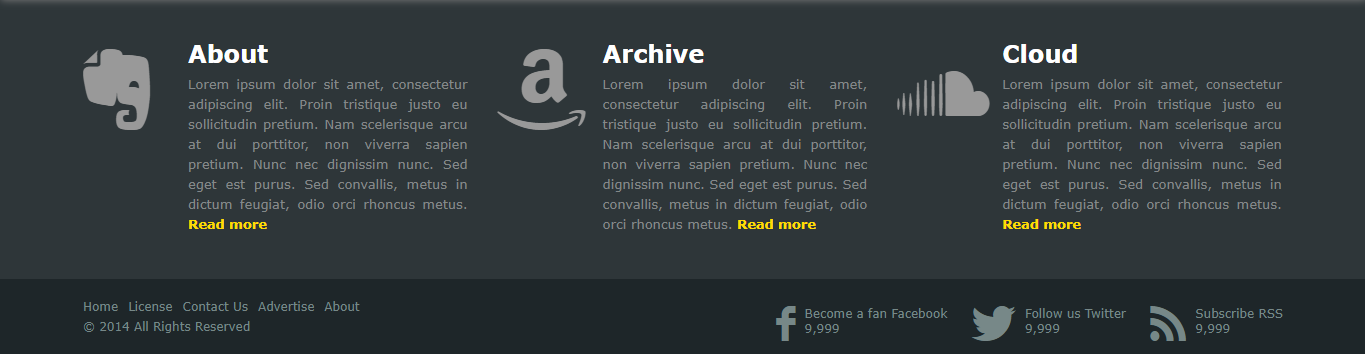 About
Lorem ipsum dolor sit amet, consectetur
adipiscing elit. Proin tristique justo eu
sollicitudin pretium. Nam scelerisque arcu
at dui porttitor, non viverra sapien
pretium. Nunc nec dignissim nunc. Sed
eget est purus. Sed convallis, metus in
dictum feugiat, odio orci rhoncus metus.
Read more
Archive
Lorem ipsum dolor sit amet,
consectetur adipiscing elit. Proin
tristique justo eu sollicitudin pretium.
Nam scelerisque arcu at dui porttitor,
non viverra sapien pretium. Nunc nec
dignissim nunc. Sed eget est purus. Sed
convallis, metus in dictum feugiat, odio
orci rhoncus metus. Read more
Cloud
Lorem ipsum dolor sit amet, consectetur
adipiscing elit. Proin tristique justo eu
sollicitudin pretium. Nam scelerisque arcu
at dui porttitor, non viverra sapien
pretium. Nunc nec dignissim nunc. Sed
eget est purus. Sed convallis, metus in
dictum feugiat, odio orci rhoncus metus.
Read more
Home License Contact Us Advertise About
© 2014 All Rights Reserved
Become a fan Facebook
9,999
Follow us Twitter
9,999
Subscribe RSS
9,999